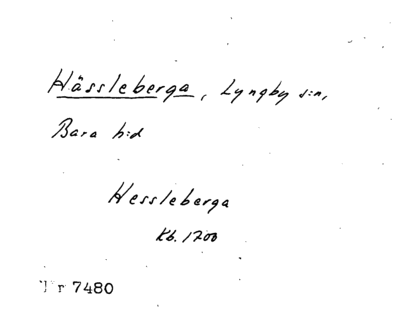 Hässleberga, Lyngby s:n,
Bara h:d
Hessleberga
Kb. 1700
r 7480